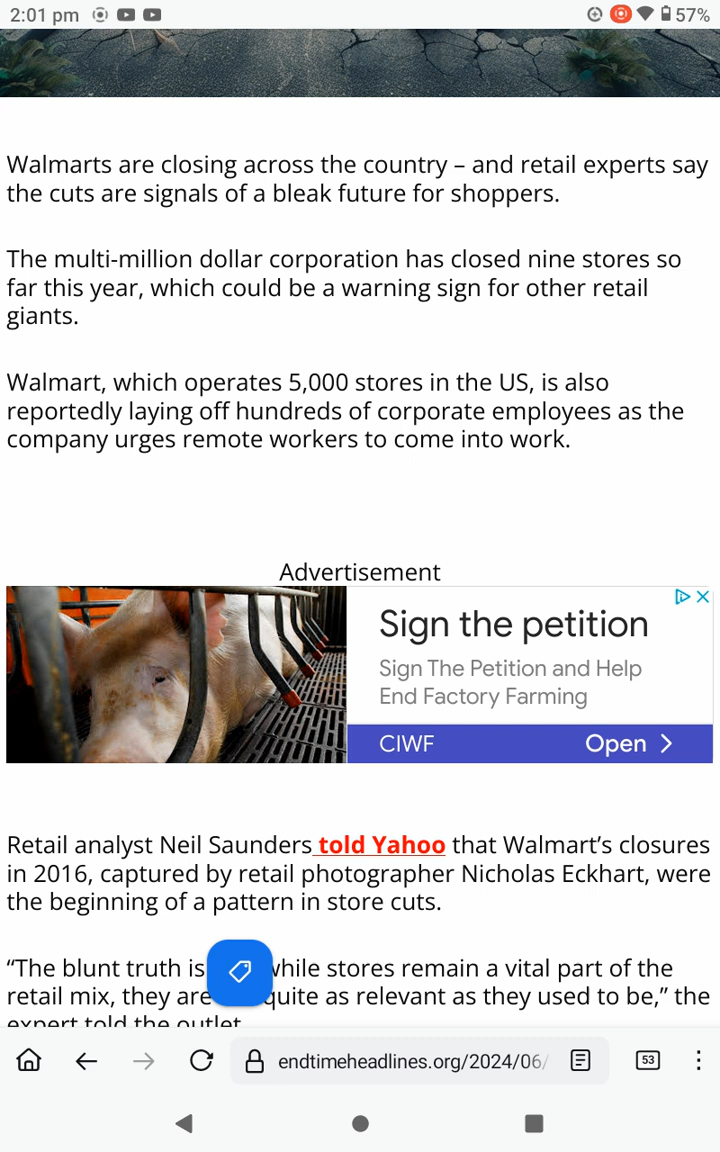 2:01 pm
57%
Walmarts are closing across the country – and retail experts say
the cuts are signals of a bleak future for shoppers.
The multi-million dollar corporation has closed nine stores so
far this year, which could be a warning sign for other retail
giants.
Walmart, which operates 5,000 stores in the US, is also
reportedly laying off hundreds of corporate employees as the
company urges remote workers to come into work.
Advertisement
Sign the petition
Sign The Petition and Help
End Factory Farming
CIWF Open
Retail analyst Neil Saunders told Yahoo that Walmart's closures
in 2016, captured by retail photographer Nicholas Eckhart, were
the beginning of a pattern in store cuts.
“The blunt truth is while stores remain a vital part of the
retail mix, they are quite as relevant as they used to be,” the
expert told the outlet
endtimeheadlines.org/2024/06/
53